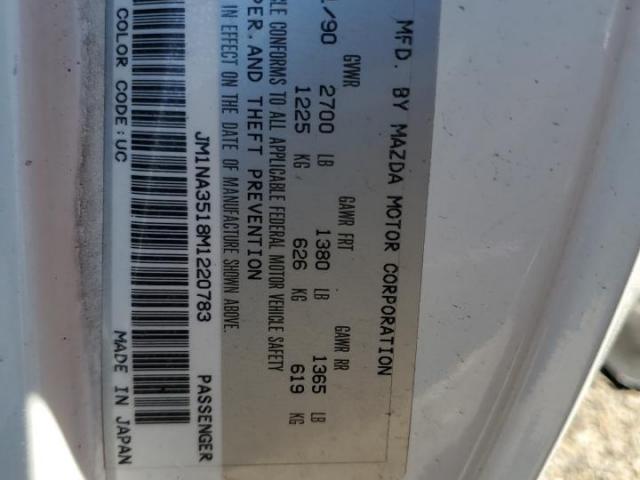 MFD. BY MAZDA MOTOR CORPORATION
/90 GVWR 2700 LB GAWR FRT 1380 LB GAWR RR 1365 LB
1225 KG 626 KG 619 KG
CONFORMS TO ALL APPLICABLE FEDERAL MOTOR VEHICLE SAFETY
PER. AND THEFT PREVENTION
IN EFFECT ON THE DATE OF MANUFACTURE SHOWN ABOVE.
JM1NA3518M1220783 PASSENGER
COLOR CODE:UC MADE IN JAPAN